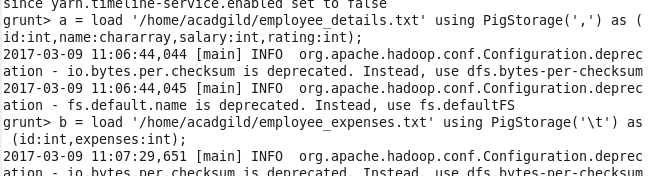 since yarn.timeline-service.enabled set to false
grunt> a = load '/home/acadgild/employee_details.txt' using PigStorage(',') as (
id:int,name:chararray,salary:int,rating:int);
2017-03-09 11:06:44,044 [main] INFO  org.apache.hadoop.conf.Configuration.deprec
ation - io.bytes.per.checksum is deprecated. Instead, use dfs.bytes-per-checksum
2017-03-09 11:06:44,045 [main] INFO  org.apache.hadoop.conf.Configuration.deprec
ation - fs.default.name is deprecated. Instead, use fs.defaultFS
grunt> b = load '/home/acadgild/employee_expenses.txt' using PigStorage('\t') as
 (id:int,expenses:int);
2017-03-09 11:07:29,651 [main] INFO  org.apache.hadoop.conf.Configuration.deprec
ation - io.bytes.per.checksum is deprecated. Instead, use dfs.bytes-per-checksum